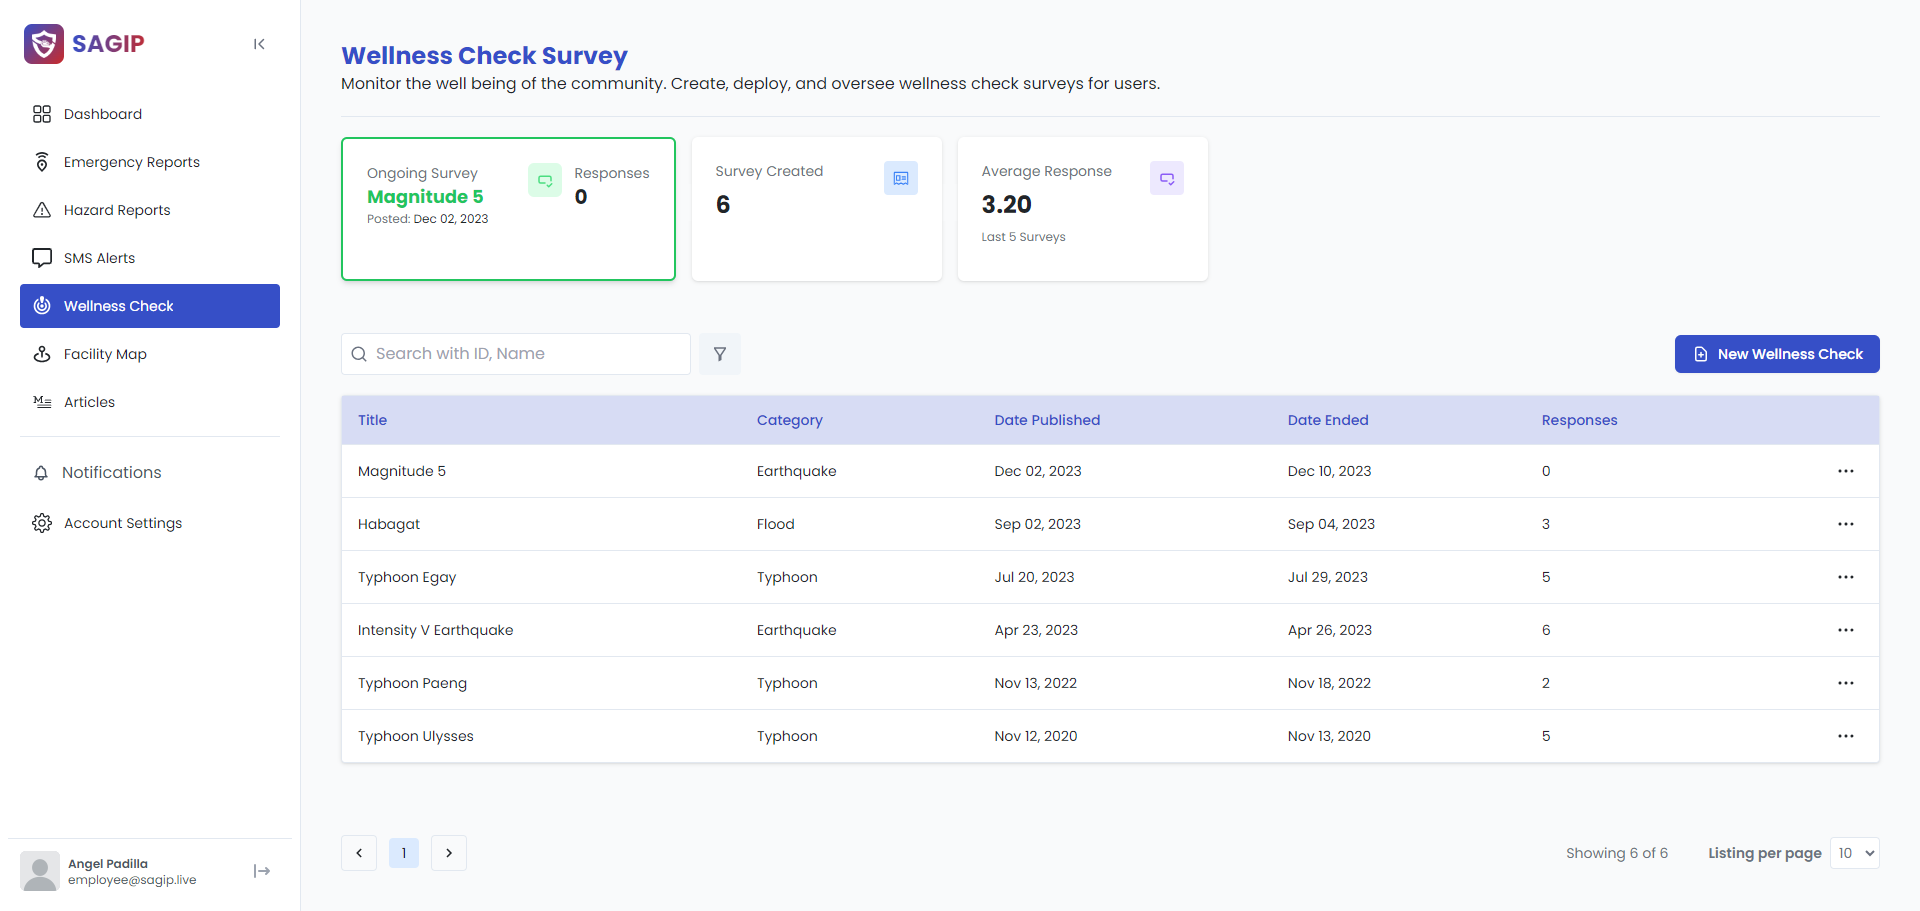 SAGIP
Dashboard
Emergency Reports
Hazard Reports
SMS Alerts
Wellness Check
Facility Map
Articles
Notifications
Account Settings
Angel Padilla
employee@sagip.live
Wellness Check Survey
Monitor the well being of the community. Create, deploy, and oversee wellness check surveys for users.
Ongoing Survey
Magnitude 5
Posted: Dec 02, 2023
Responses
0
Survey Created
6
Average Response
3.20
Last 5 Surveys
Search with ID, Name
New Wellness Check
Title Category Date Published Date Ended Responses
Magnitude 5 Earthquake Dec 02, 2023 Dec 10, 2023 0
Habagat Flood Sep 02, 2023 Sep 04, 2023 3
Typhoon Egay Typhoon Jul 20, 2023 Jul 29, 2023 5
Intensity V Earthquake Earthquake Apr 23, 2023 Apr 26, 2023 6
Typhoon Paeng Typhoon Nov 13, 2022 Nov 18, 2022 2
Typhoon Ulysses Typhoon Nov 12, 2020 Nov 13, 2020 5
1
Showing 6 of 6 Listing per page 10